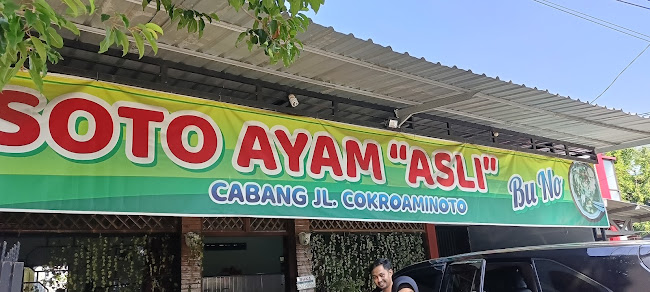 SOTO AYAM "ASLI"
Bu No
CABANG JL. COKROAMINOTO